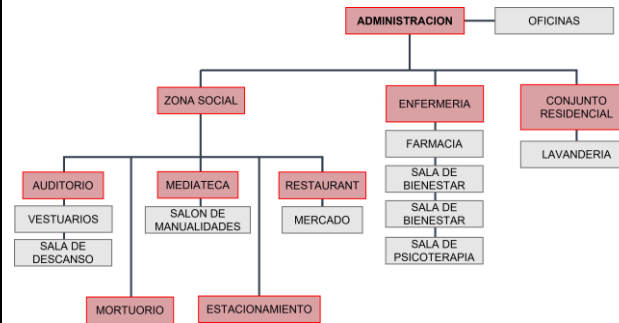 ADMINISTRACION
OFICINAS
ZONA SOCIAL
ENFERMERIA
CONJUNTO
RESIDENCIAL
FARMACIA
LAVANDERIA
SALA DE
BIENESTAR
SALA DE
BIENESTAR
SALA DE
PSICOTERAPIA
AUDITORIO
MEDIATECA
RESTAURANT
VESTUARIOS
SALON DE
MANUALIDADES
MERCADO
SALA DE
DESCANSO
MORTUORIO
ESTACIONAMIENTO